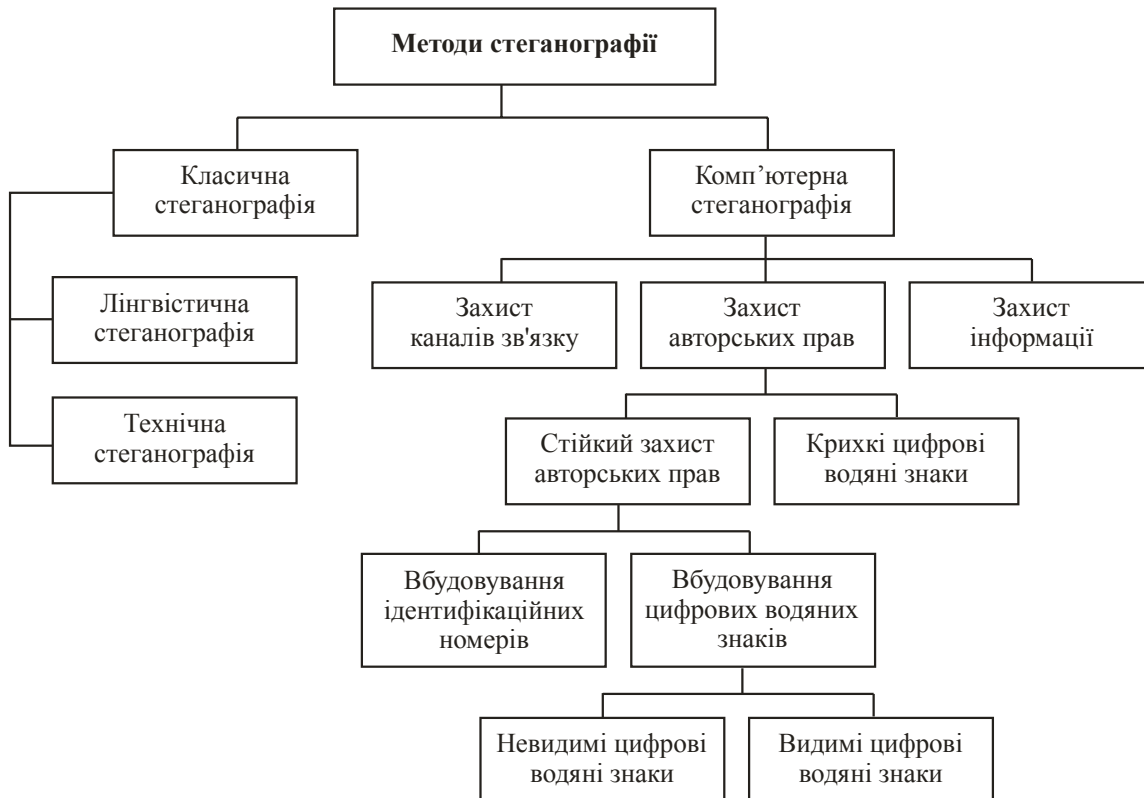 Методи стеганографії
Класична
стеганографія
Комп’ютерна
стеганографія
Лінгвістична
стеганографія
Технічна
стеганографія
Захист
каналів зв'язку
Захист
авторських прав
Захист
інформації
Стійкий захист
авторських прав
Крихкі цифрові
водяні знаки
Вбудовування
ідентифікаційних
номерів
Вбудовування
цифрових водяних
знаків
Невидимі цифрові
водяні знаки
Видимі цифрові
водяні знаки